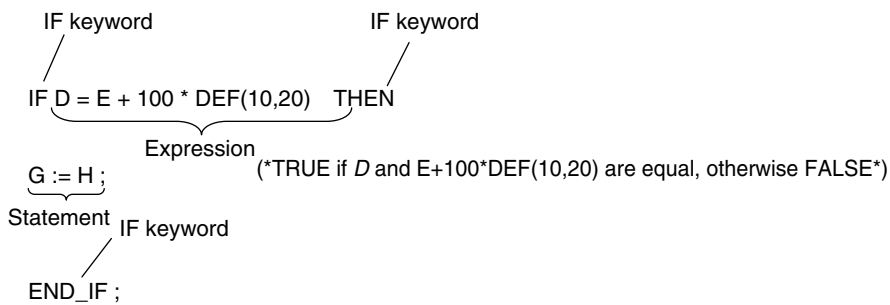 IF keyword IF keyword
IF D = E + 100 * DEF(10,20) THEN
Expression
(*TRUE if D and E+100*DEF(10,20) are equal, otherwise FALSE*)
G := H ;
Statement
IF keyword
END_IF ;